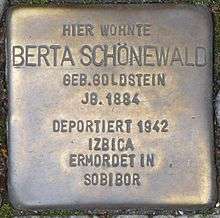 HIER WOHNTE
BERTA SCHÖNEWALD
GEB. GOLDSTEIN
JG. 1884
DEPORTIERT 1942
IZBICA
ERMORDET IN
SOBIBOR